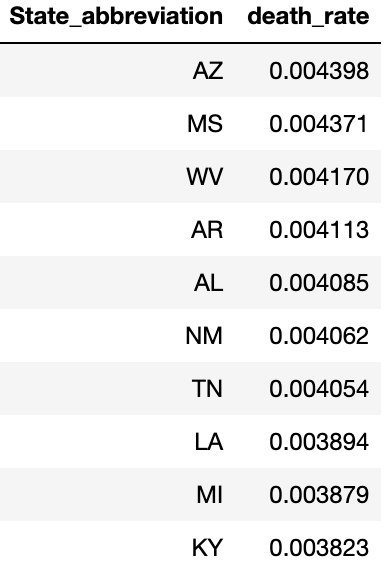 State_abbreviation death_rate
AZ 0.004398
MS 0.004371
WV 0.004170
AR 0.004113
AL 0.004085
NM 0.004062
TN 0.004054
LA 0.003894
MI 0.003879
KY 0.003823